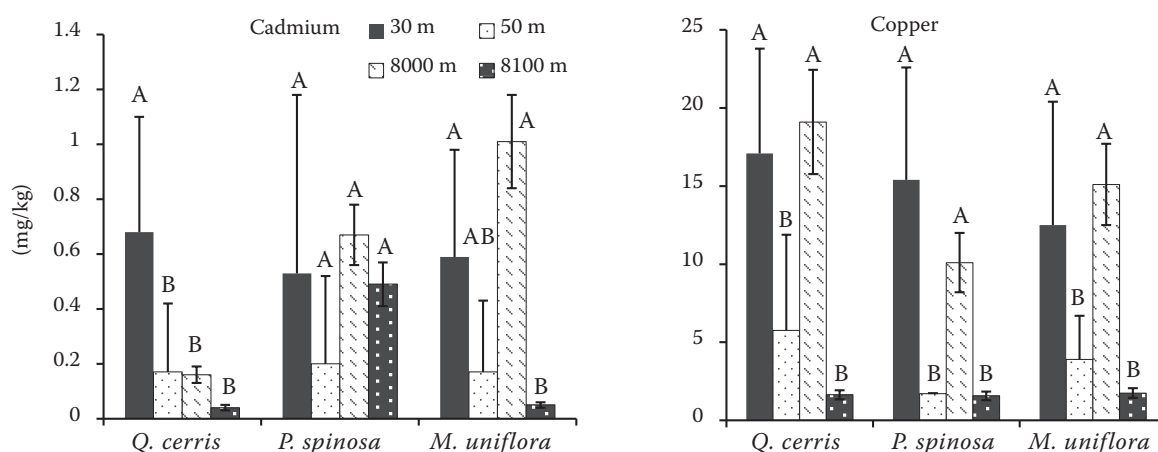 Cadmium 30 m 50 m
8000 m 8100 m
(mg/kg)
1.4
1.2
1
0.8
0.6
0.4
0.2
0
A B B B
A A A A
A AB A B
Q. cerris P. spinosa M. uniflora
Copper
25
20
15
10
5
0
A B A B
A B A B
A B A B
Q. cerris P. spinosa M. uniflora